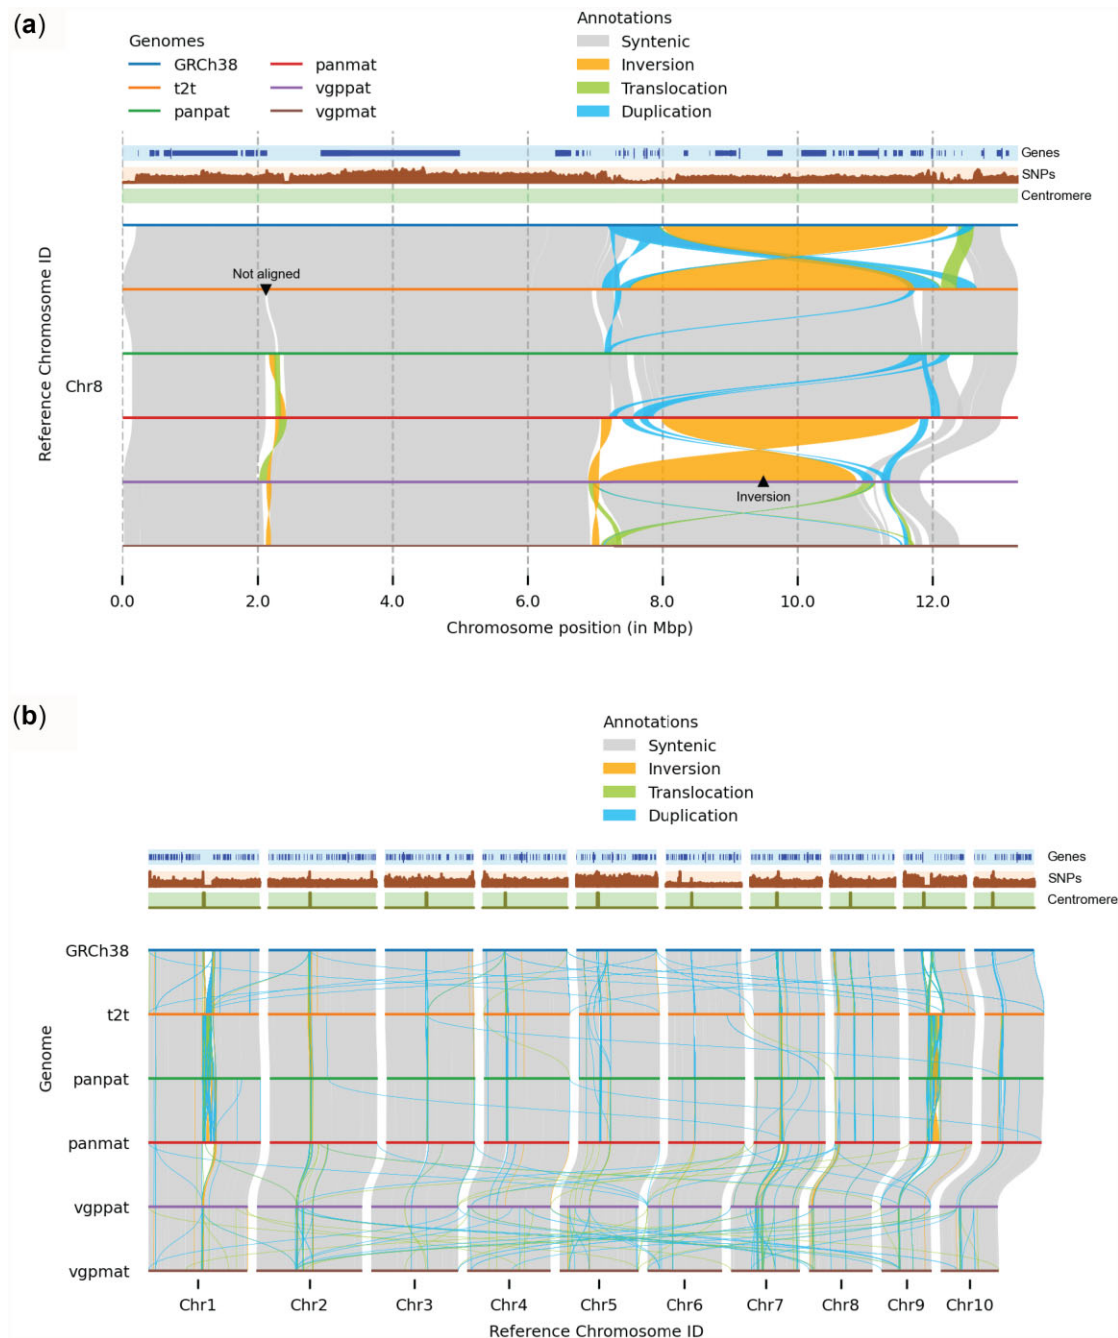 (a)
Genomes
GRCh38
t2t
panpat
panmat
vgppat
vgpmat
Annotations
Syntenic
Inversion
Translocation
Duplication
Genes
SNPs
Centromere
Reference Chromosome ID
Chr8
Not aligned
Inversion
0.0 2.0 4.0 6.0 8.0 10.0 12.0
Chromosome position (in Mbp)
(b)
Annotations
Syntenic
Inversion
Translocation
Duplication
Genes
SNPs
Centromere
Genome
GRCh38
t2t
panpat
panmat
vgppat
vgpmat
Chr1 Chr2 Chr3 Chr4 Chr5 Chr6 Chr7 Chr8 Chr9 Chr10
Reference Chromosome ID